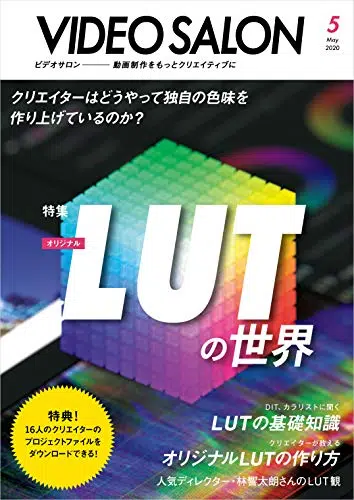 VIDEO SALON
5
May
2020
ビデオサロン――― 動画制作をもっとクリエイティブに
クリエイターはどうやって独自の色味を
作り上げているのか?
特集
オリジナル
LUT
の世界
特典!
16人のクリエイターの
プロジェクトファイルを
ダウンロードできる!
DIT、カラリストに聞く
LUTの基礎知識
クリエイターが教える
オリジナルLUTの作り方
人気ディレクター・林響太朗さんのLUT観